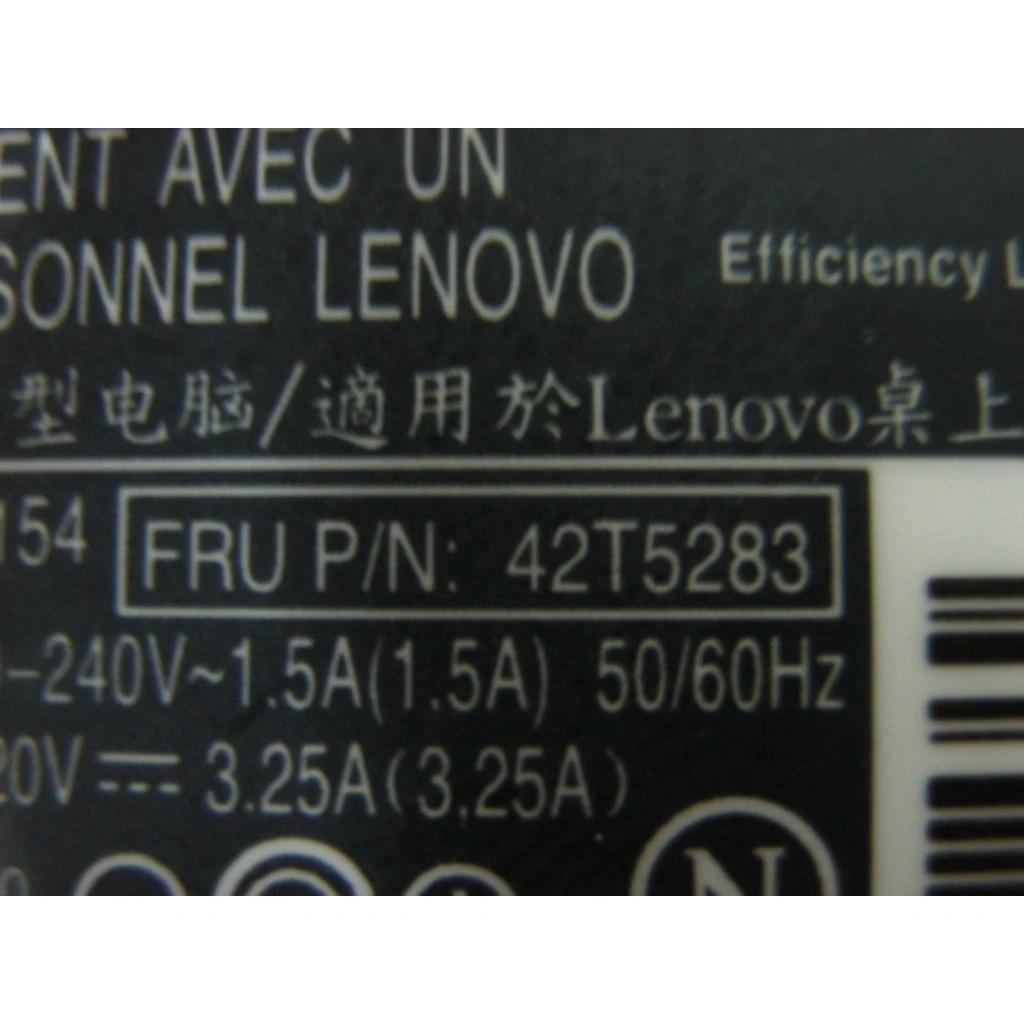 ENT AVEC UN
SONNEL LENOVO
Efficiency L
型电脑/適用於Lenovo桌上
154
FRU P/N: 42T5283
-240V~1.5A(1.5A) 50/60Hz
20V ⎓ 3.25A(3.25A)
N